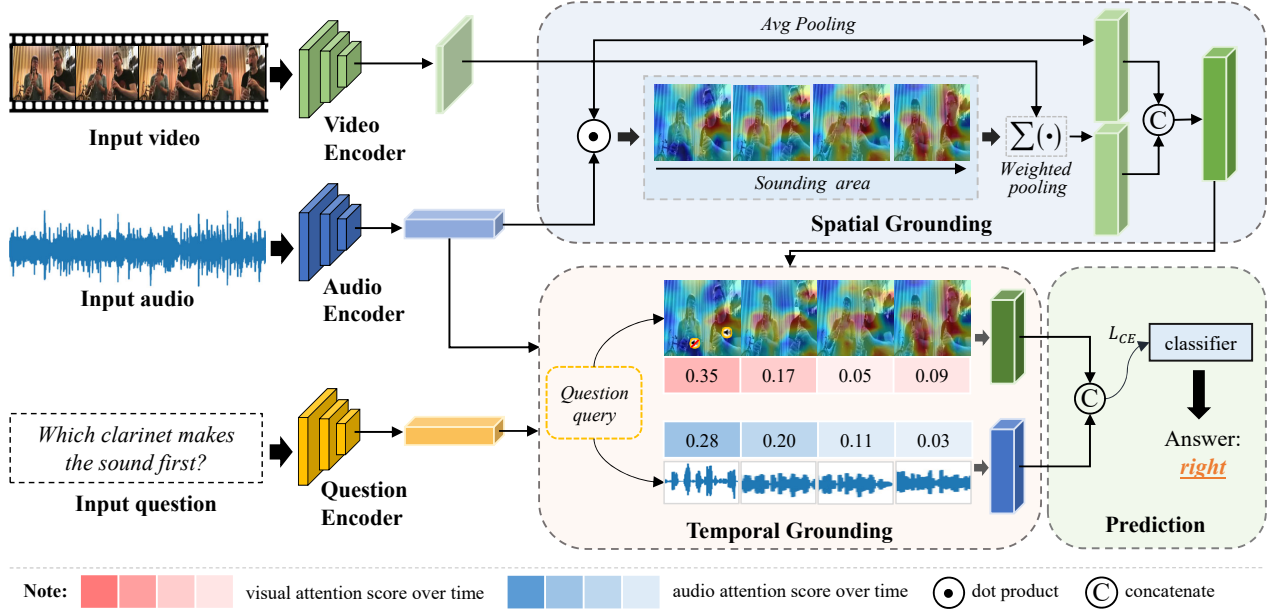 Input video
Video
Encoder
Avg Pooling
Sounding area
∑(·)
Weighted
pooling
C
Spatial Grounding
Input audio
Audio
Encoder
Which clarinet makes
the sound first?
Input question
Question
Encoder
Question
query
0.35 0.17 0.05 0.09
0.28 0.20 0.11 0.03
Temporal Grounding
C
L_CE
classifier
Answer:
right
Prediction
Note: visual attention score over time audio attention score over time dot product C concatenate